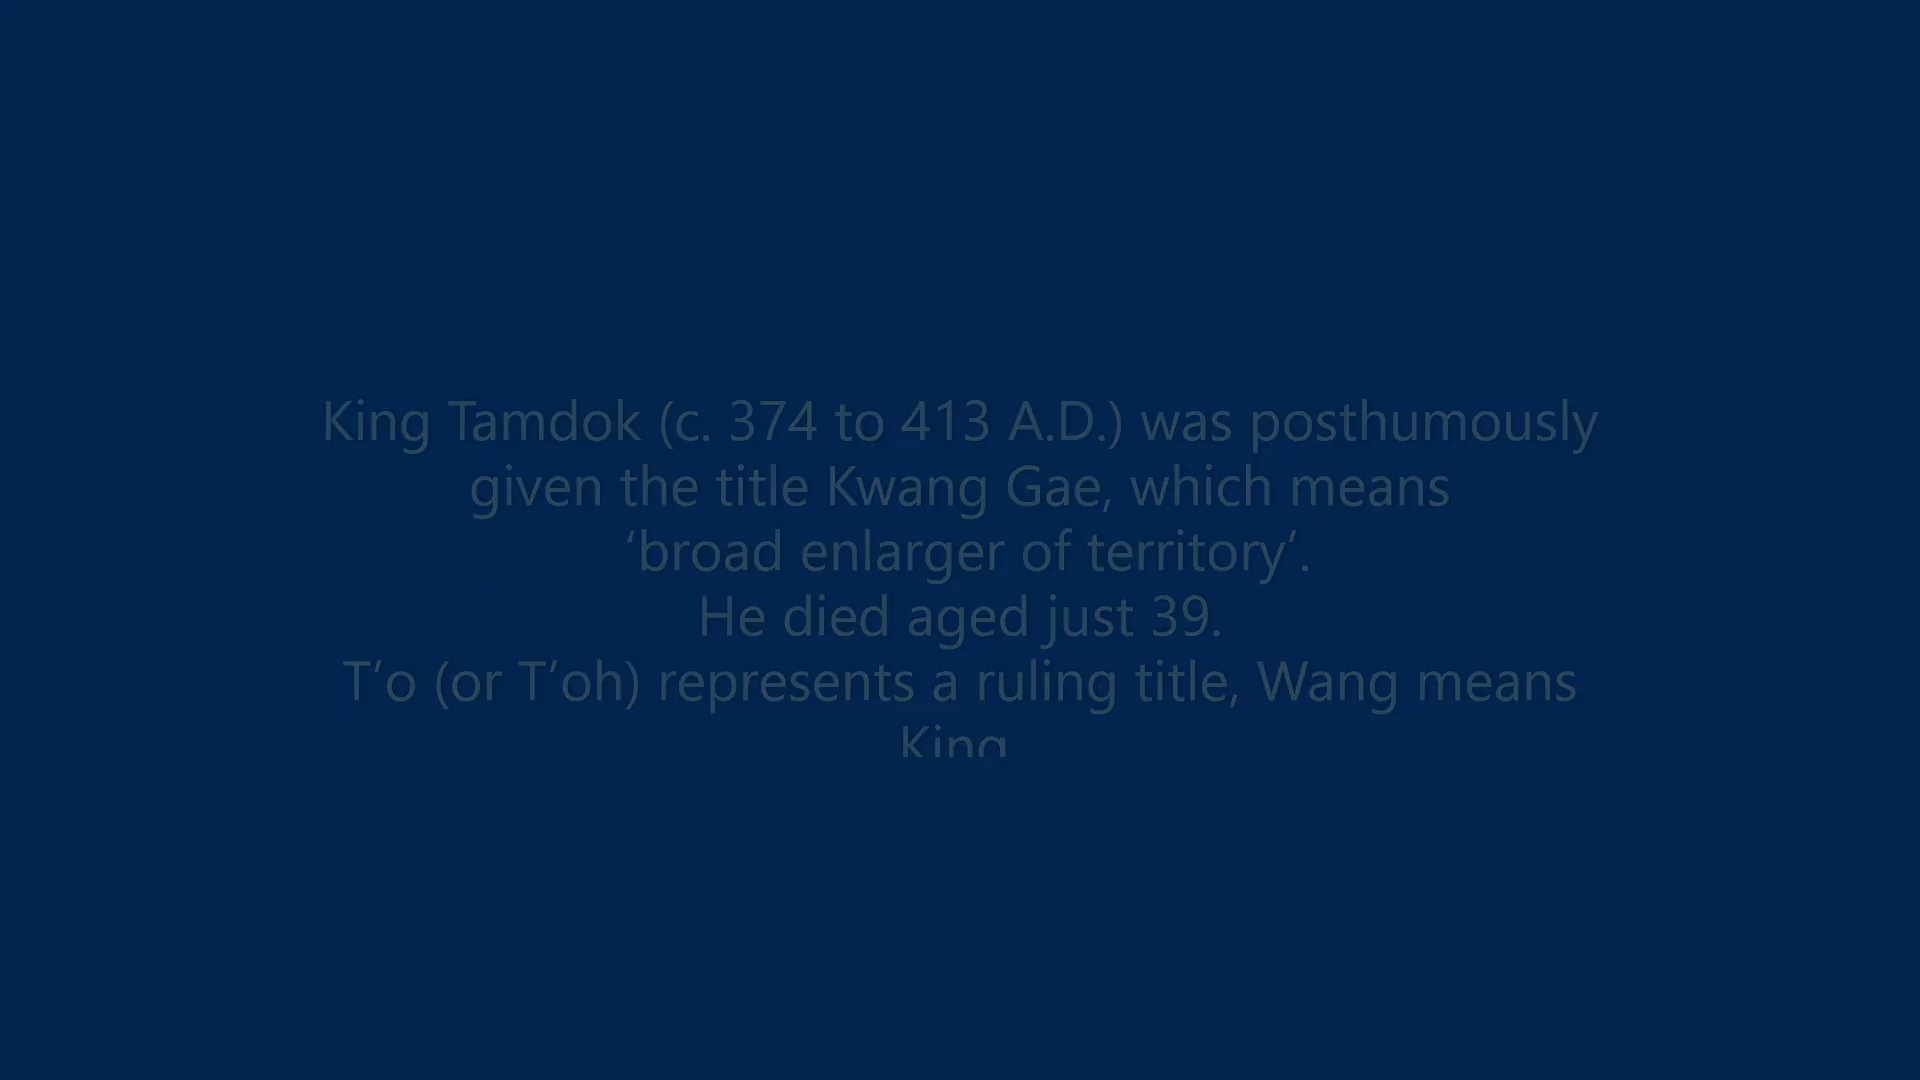 King Tamdok (c. 374 to 413 A.D.) was posthumously
given the title Kwang Gae, which means
‘broad enlarger of territory’.
He died aged just 39.
T’o (or T’oh) represents a ruling title, Wang means
King